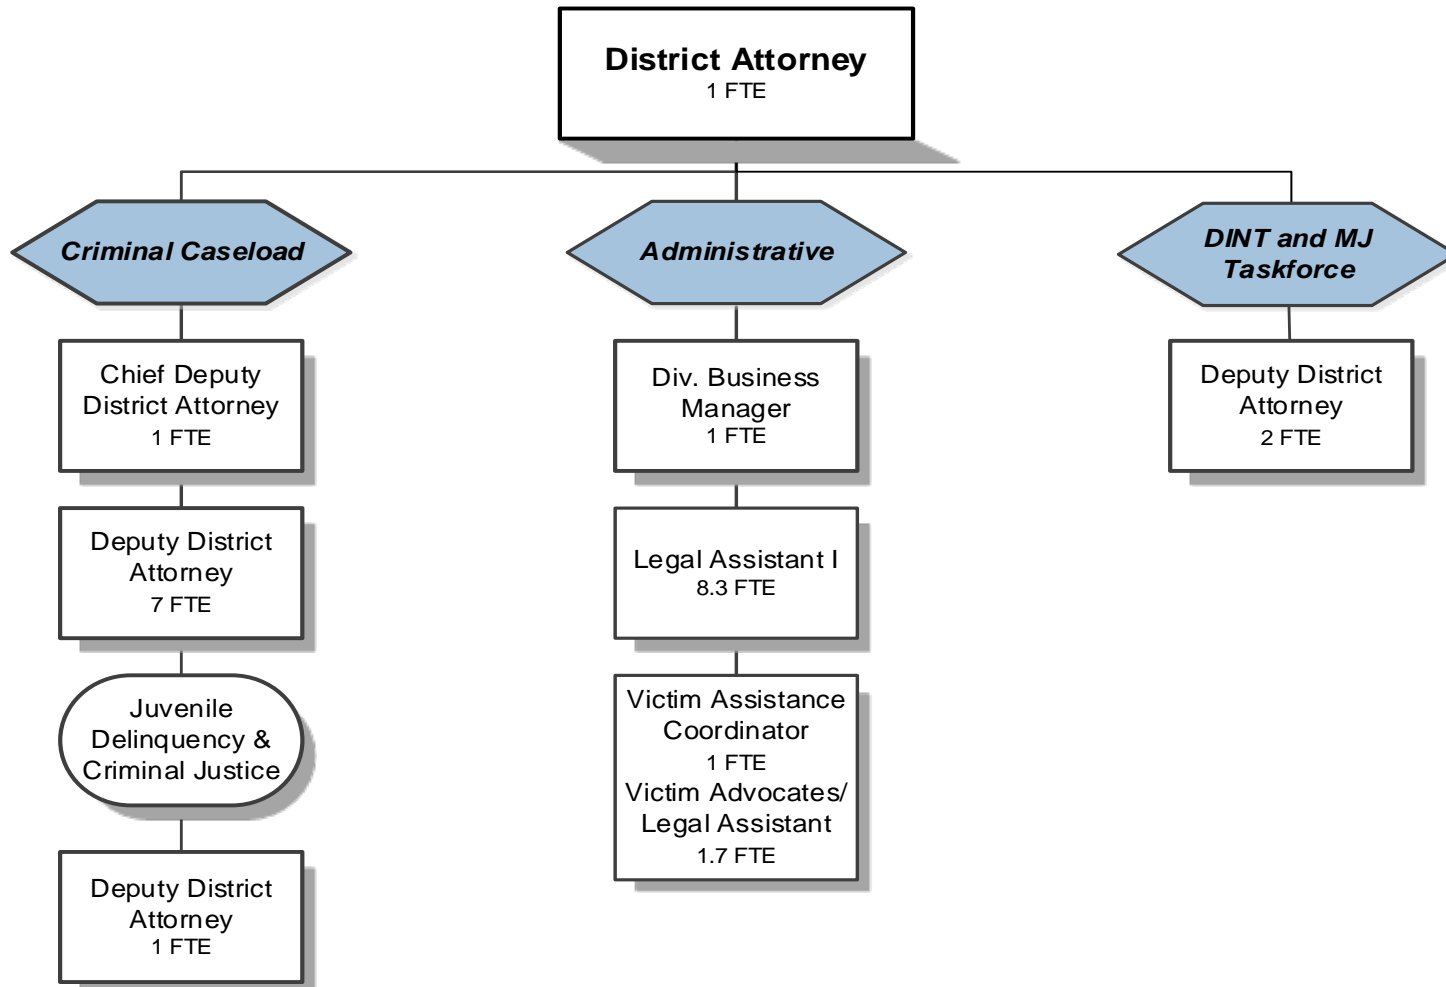 District Attorney
1 FTE
Criminal Caseload
Administrative
DINT and MJ
Taskforce
Chief Deputy
District Attorney
1 FTE
Div. Business
Manager
1 FTE
Deputy District
Attorney
2 FTE
Deputy District
Attorney
7 FTE
Legal Assistant I
8.3 FTE
Juvenile
Delinquency &
Criminal Justice
Victim Assistance
Coordinator
1 FTE
Victim Advocates/
Legal Assistant
1.7 FTE
Deputy District
Attorney
1 FTE